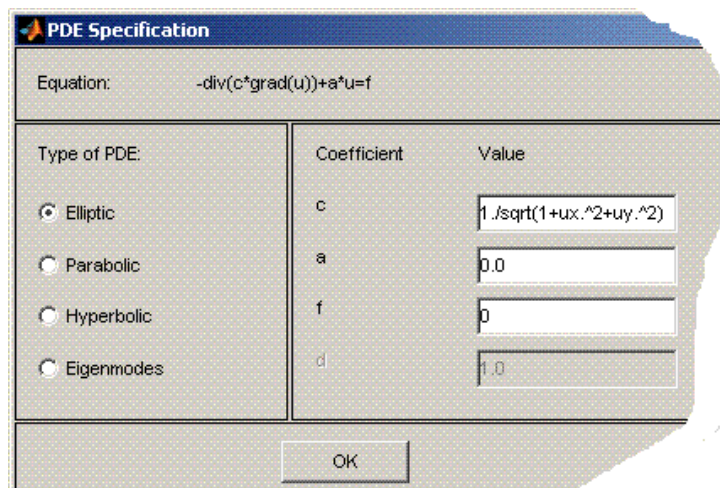 PDE Specification
Equation: -div(c*grad(u))+a*u=f
Type of PDE: Coefficient Value
Elliptic c 1./sqrt(1+ux.^2+uy.^2)
Parabolic a 0.0
Hyperbolic f 0
Eigenmodes d 1.0
OK